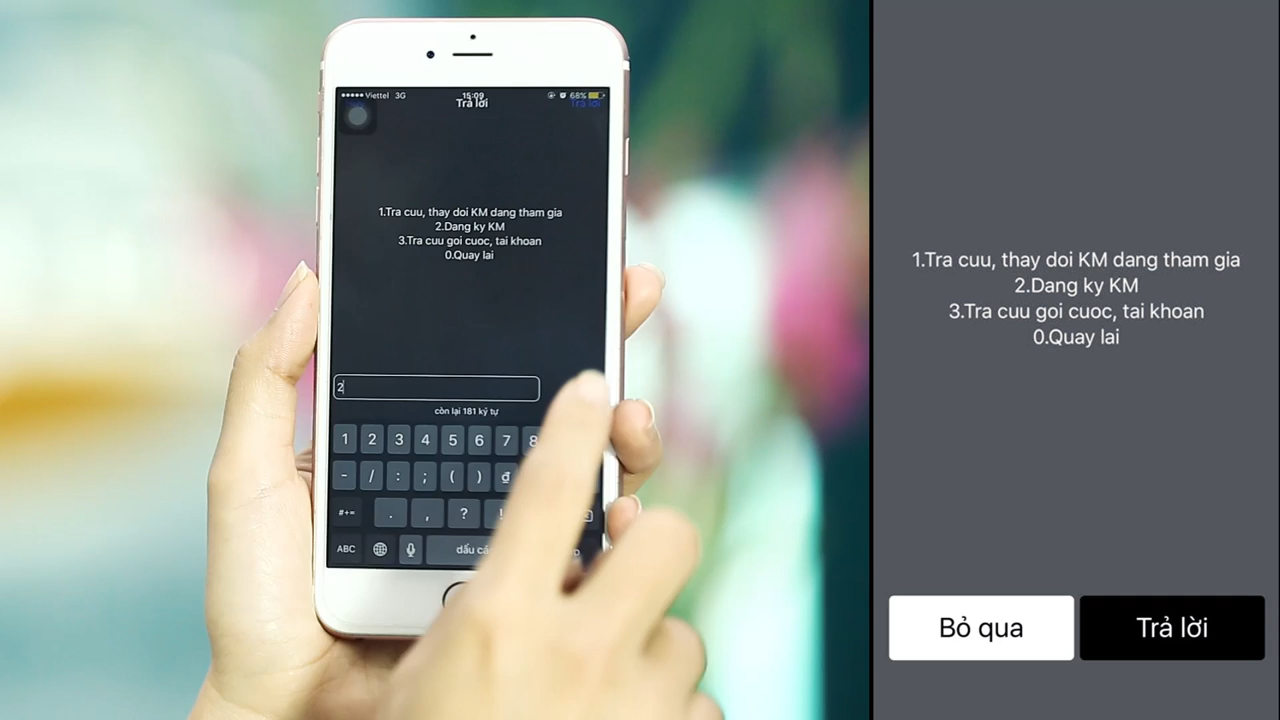 Viettel 3G 15:09 68%
Trả lời Trả lời
1.Tra cuu, thay doi KM dang tham gia
2.Dang ky KM
3.Tra cuu goi cuoc, tai khoan
0.Quay lai
2
còn lại 181 ký tự
1 2 3 4 5 6 7 8
- / : ; ( ) ₫
#+= . , ? !
ABC dấu
1.Tra cuu, thay doi KM dang tham gia
2.Dang ky KM
3.Tra cuu goi cuoc, tai khoan
0.Quay lai
Bỏ qua Trả lời